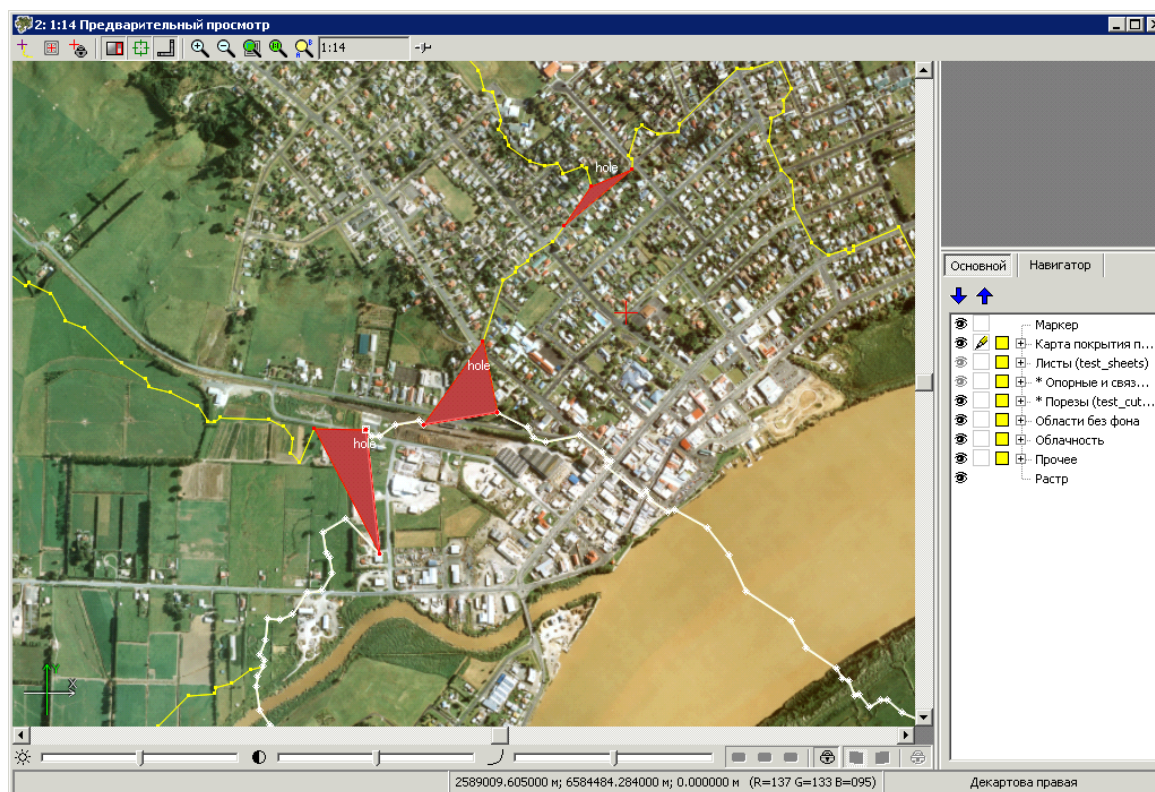 2: 1:14 Предварительный просмотр
1:14
hole
hole
hole
Y
X
Основной Навигатор
Маркер
Карта покрытия п...
Листы (test_sheets)
* Опорные и связ...
* Порезы (test_cut...
Области без фона
Облачность
Прочее
Растр
2589009.605000 м; 6584484.284000 м; 0.000000 м (R=137 G=133 B=095)
Декартова правая